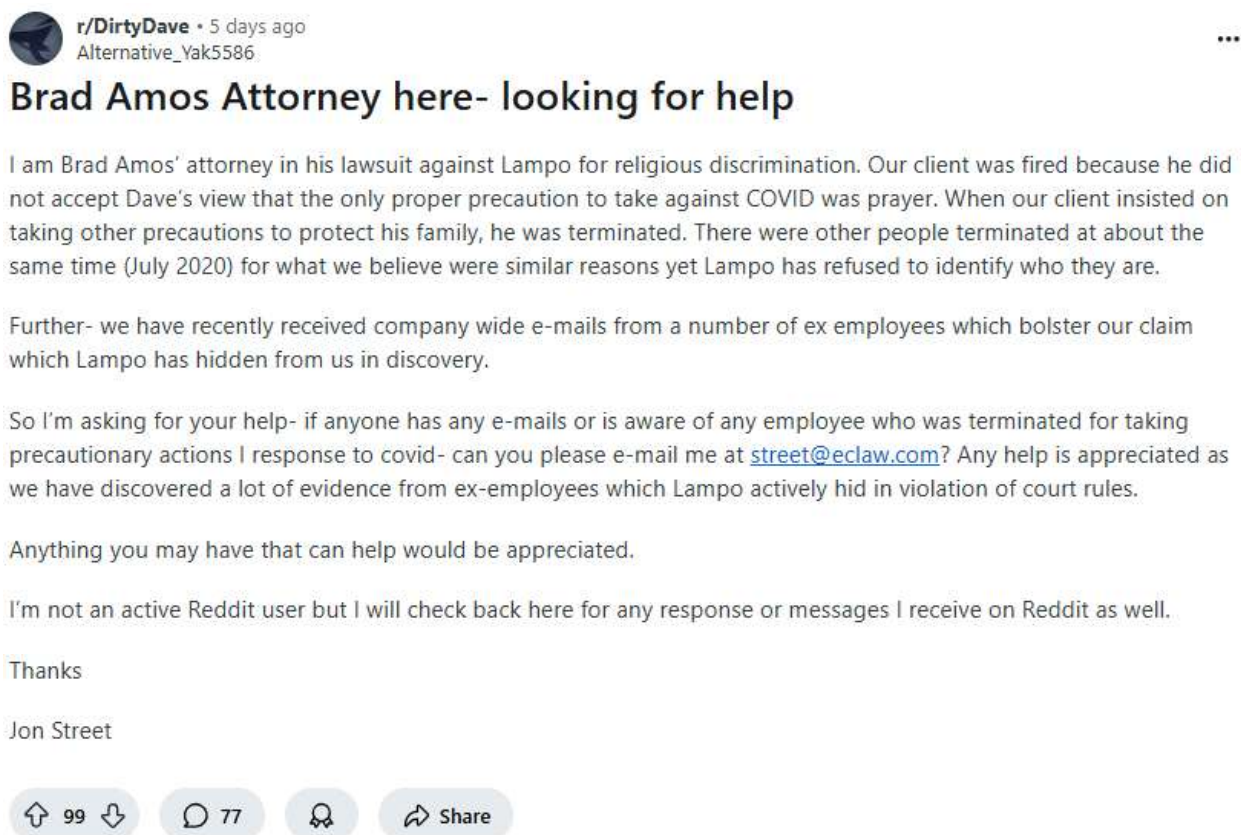 r/DirtyDave • 5 days ago
Alternative_Yak5586
Brad Amos Attorney here- looking for help
I am Brad Amos' attorney in his lawsuit against Lampo for religious discrimination. Our client was fired because he did
not accept Dave's view that the only proper precaution to take against COVID was prayer. When our client insisted on
taking other precautions to protect his family, he was terminated. There were other people terminated at about the
same time (July 2020) for what we believe were similar reasons yet Lampo has refused to identify who they are.
Further- we have recently received company wide e-mails from a number of ex employees which bolster our claim
which Lampo has hidden from us in discovery.
So I'm asking for your help- if anyone has any e-mails or is aware of any employee who was terminated for taking
precautionary actions I response to covid- can you please e-mail me at street@eclaw.com? Any help is appreciated as
we have discovered a lot of evidence from ex-employees which Lampo actively hid in violation of court rules.
Anything you may have that can help would be appreciated.
I'm not an active Reddit user but I will check back here for any response or messages I receive on Reddit as well.
Thanks
Jon Street
99 77 Share